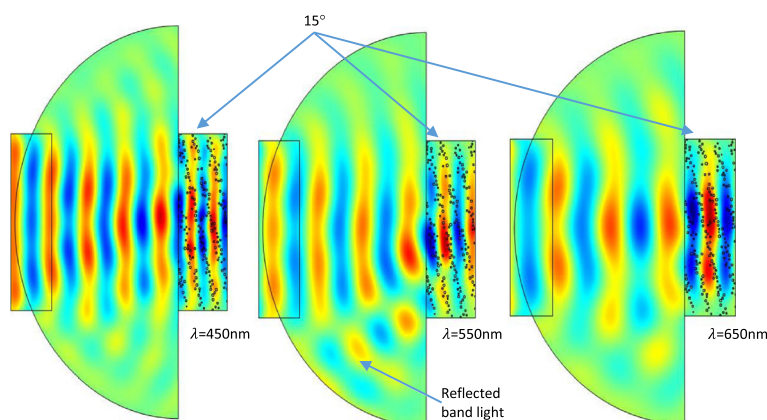 15°
λ=450nm
λ=550nm
λ=650nm
Reflected
band light